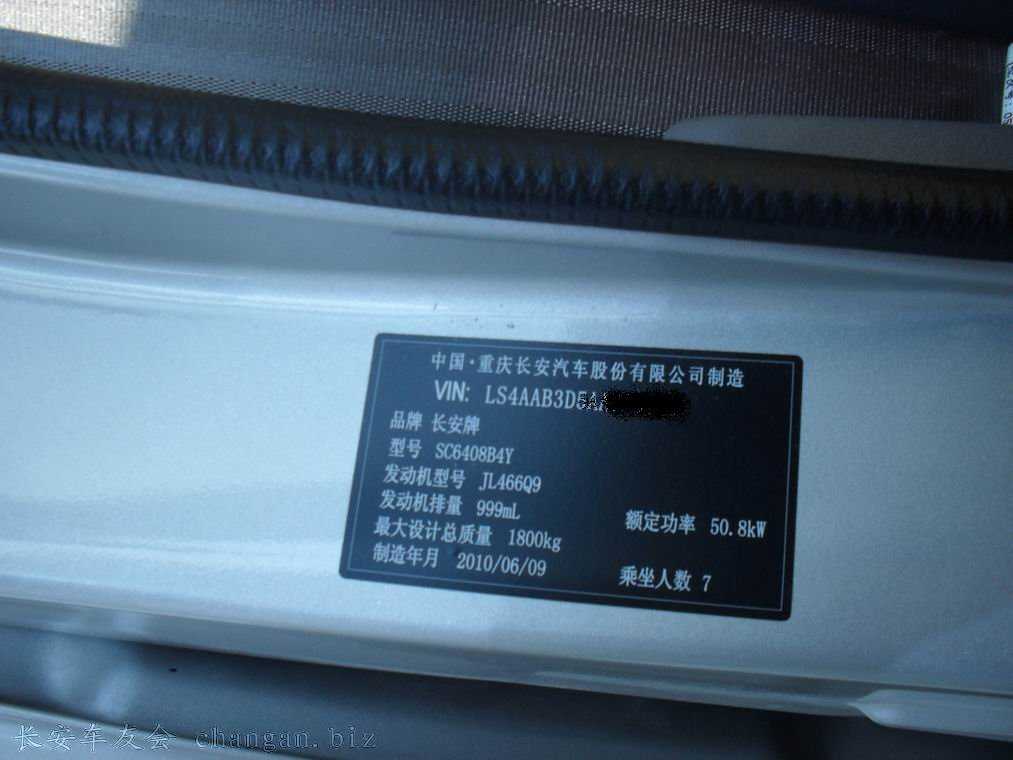 中国·重庆长安汽车股份有限公司制造
VIN: LS4AAB3D5A
品牌 长安牌
型号 SC6408B4Y
发动机型号 JL466Q9
发动机排量 999mL
额定功率 50.8kW
最大设计总质量 1800kg
制造年月 2010/06/09
乘坐人数 7
长安车友会 changan.biz